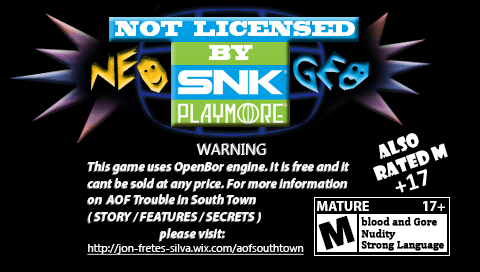 NOT LICENSED
BY
NEO
SNK
GEO
PLAYMORE
WARNING
This game uses OpenBor engine. It is free and it
cant be sold at any price. For more information
on AOF Trouble in South Town
( STORY / FEATURES / SECRETS )
please visit:
http://jon-fretes-silva.wix.com/aofsouthtown
ALSO
RATED M
+17
MATURE 17+
M
blood and Gore
Nudity
Strong Language